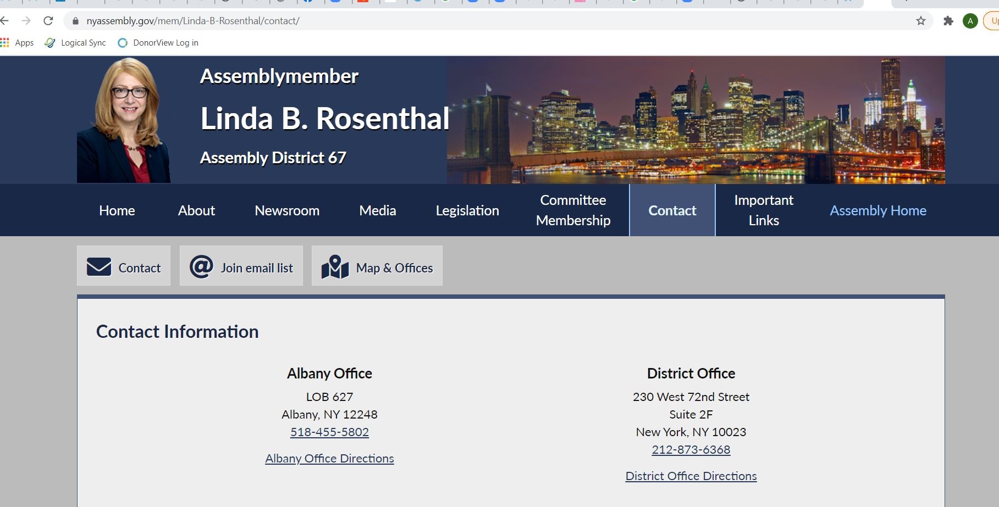 nyassembly.gov/mem/Linda-B-Rosenthal/contact/
A
Up
Apps
Logical Sync
DonorView Log in
Assemblymember
Linda B. Rosenthal
Assembly District 67
Home
About
Newsroom
Media
Legislation
Committee
Membership
Contact
Important
Links
Assembly Home
Contact
@
Join email list
Map & Offices
Contact Information
Albany Office
LOB 627
Albany, NY 12248
518-455-5802
Albany Office Directions
District Office
230 West 72nd Street
Suite 2F
New York, NY 10023
212-873-6368
District Office Directions